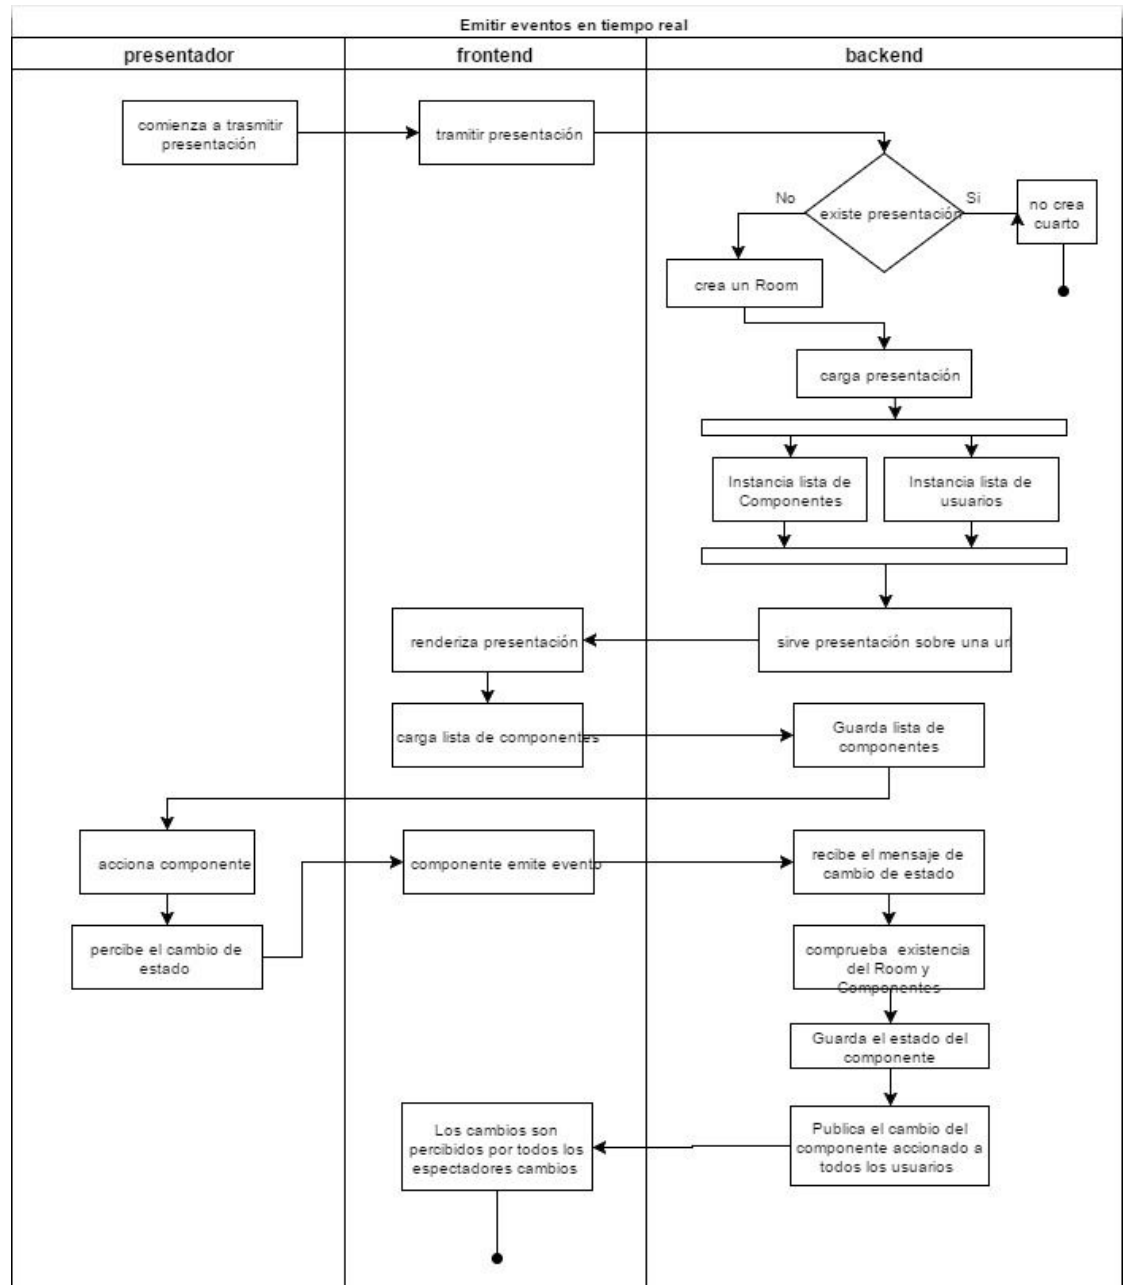 Emitir eventos en tiempo real
presentador
frontend
backend
comienza a trasmitir
presentación
tramitir presentación
No
existe presentación
Si
no crea
cuarto
crea un Room
carga presentación
Instancia lista de
Componentes
Instancia lista de
usuarios
renderiza presentación
sirve presentación sobre una url
carga lista de componentes
Guarda lista de
componentes
acciona componente
componente emite evento
recibe el mensaje de
cambio de estado
percibe el cambio de
estado
comprueba existencia
del Room y
Componentes
Guarda el estado del
componente
Los cambios son
percibidos por todos los
espectadores cambios
Publica el cambio del
componente accionado a
todos los usuarios